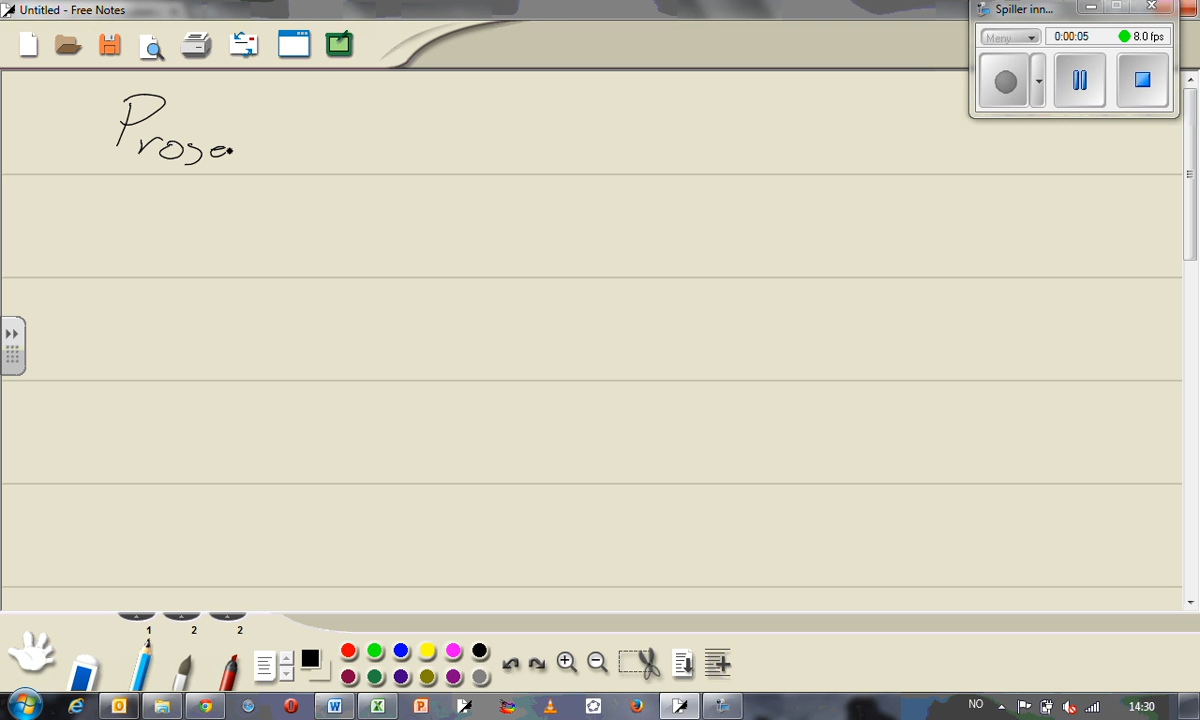 Untitled - Free Notes
Spiller inn...
Meny
0:00:05
8.0 fps
Prose
1
2
2
NO
14:30